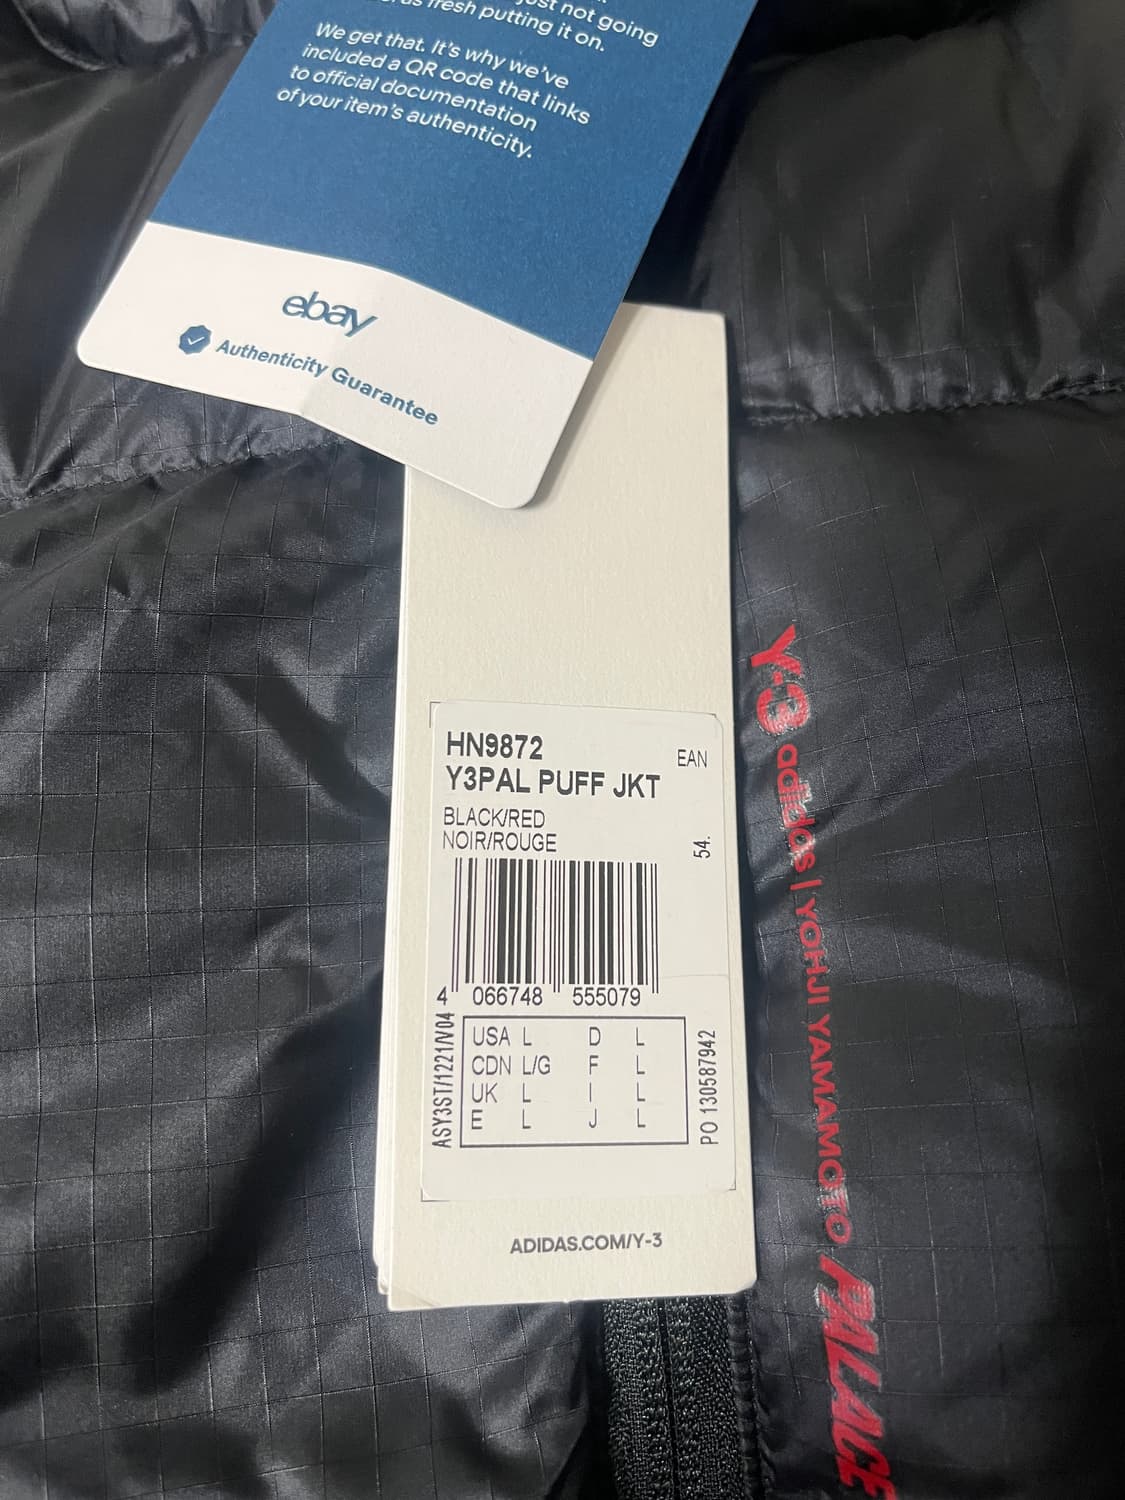 just not going
as fresh putting it on.
We get that. It's why we've
included a QR code that links
to official documentation
of your item's authenticity.
ebay
Authenticity Guarantee
HN9872
EAN
Y3PAL PUFF JKT
BLACK/RED
NOIR/ROUGE
54.
4 066748 555079
ASY3ST/1221/V04
USA L D L
CDN L/G F L
UK L I L
E L J L
PO 130587942
ADIDAS.COM/Y-3
Y-3 adidas | YOHJI YAMAMOTO PALACE